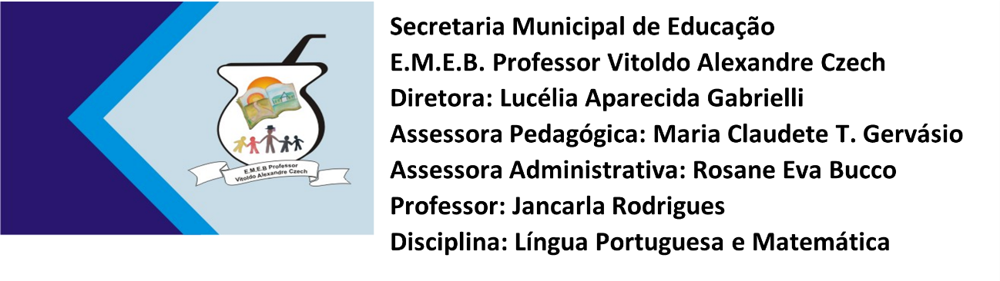 E.M.E.B Professor
Vitoldo Alexandre Czech
Secretaria Municipal de Educação
E.M.E.B. Professor Vitoldo Alexandre Czech
Diretora: Lucélia Aparecida Gabrielli
Assessora Pedagógica: Maria Claudete T. Gervásio
Assessora Administrativa: Rosane Eva Bucco
Professor: Jancarla Rodrigues
Disciplina: Língua Portuguesa e Matemática